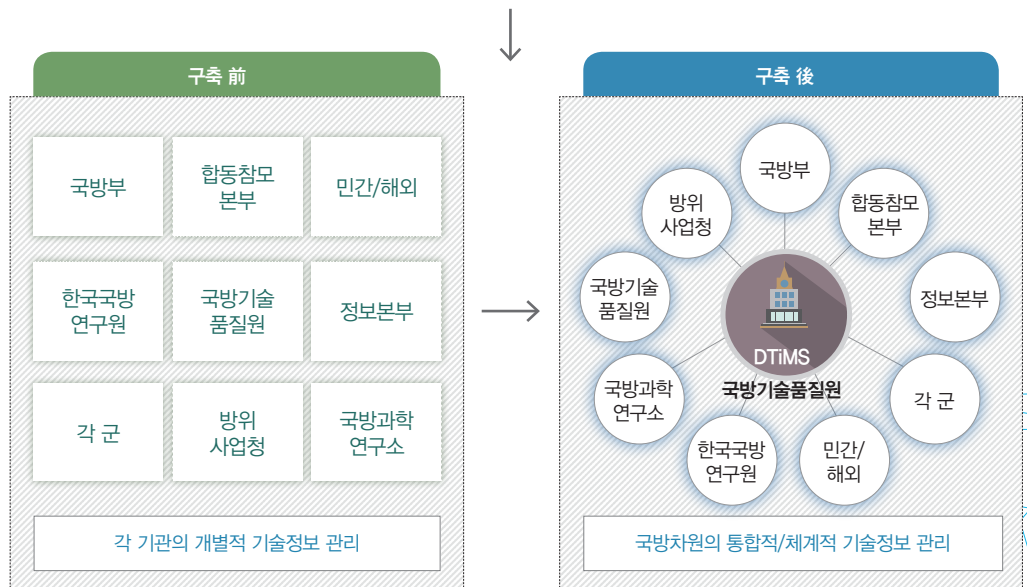 구축 前
국방부
합동참모
본부
민간/해외
한국국방
연구원
국방기술
품질원
정보본부
각 군
방위
사업청
국방과학
연구소
각 기관의 개별적 기술정보 관리
구축 後
국방부
방위
사업청
합동참모
본부
국방기술
품질원
정보본부
DTiMS
국방기술품질원
국방과학
연구소
각 군
한국국방
연구원
민간/
해외
국방차원의 통합적/체계적 기술정보 관리